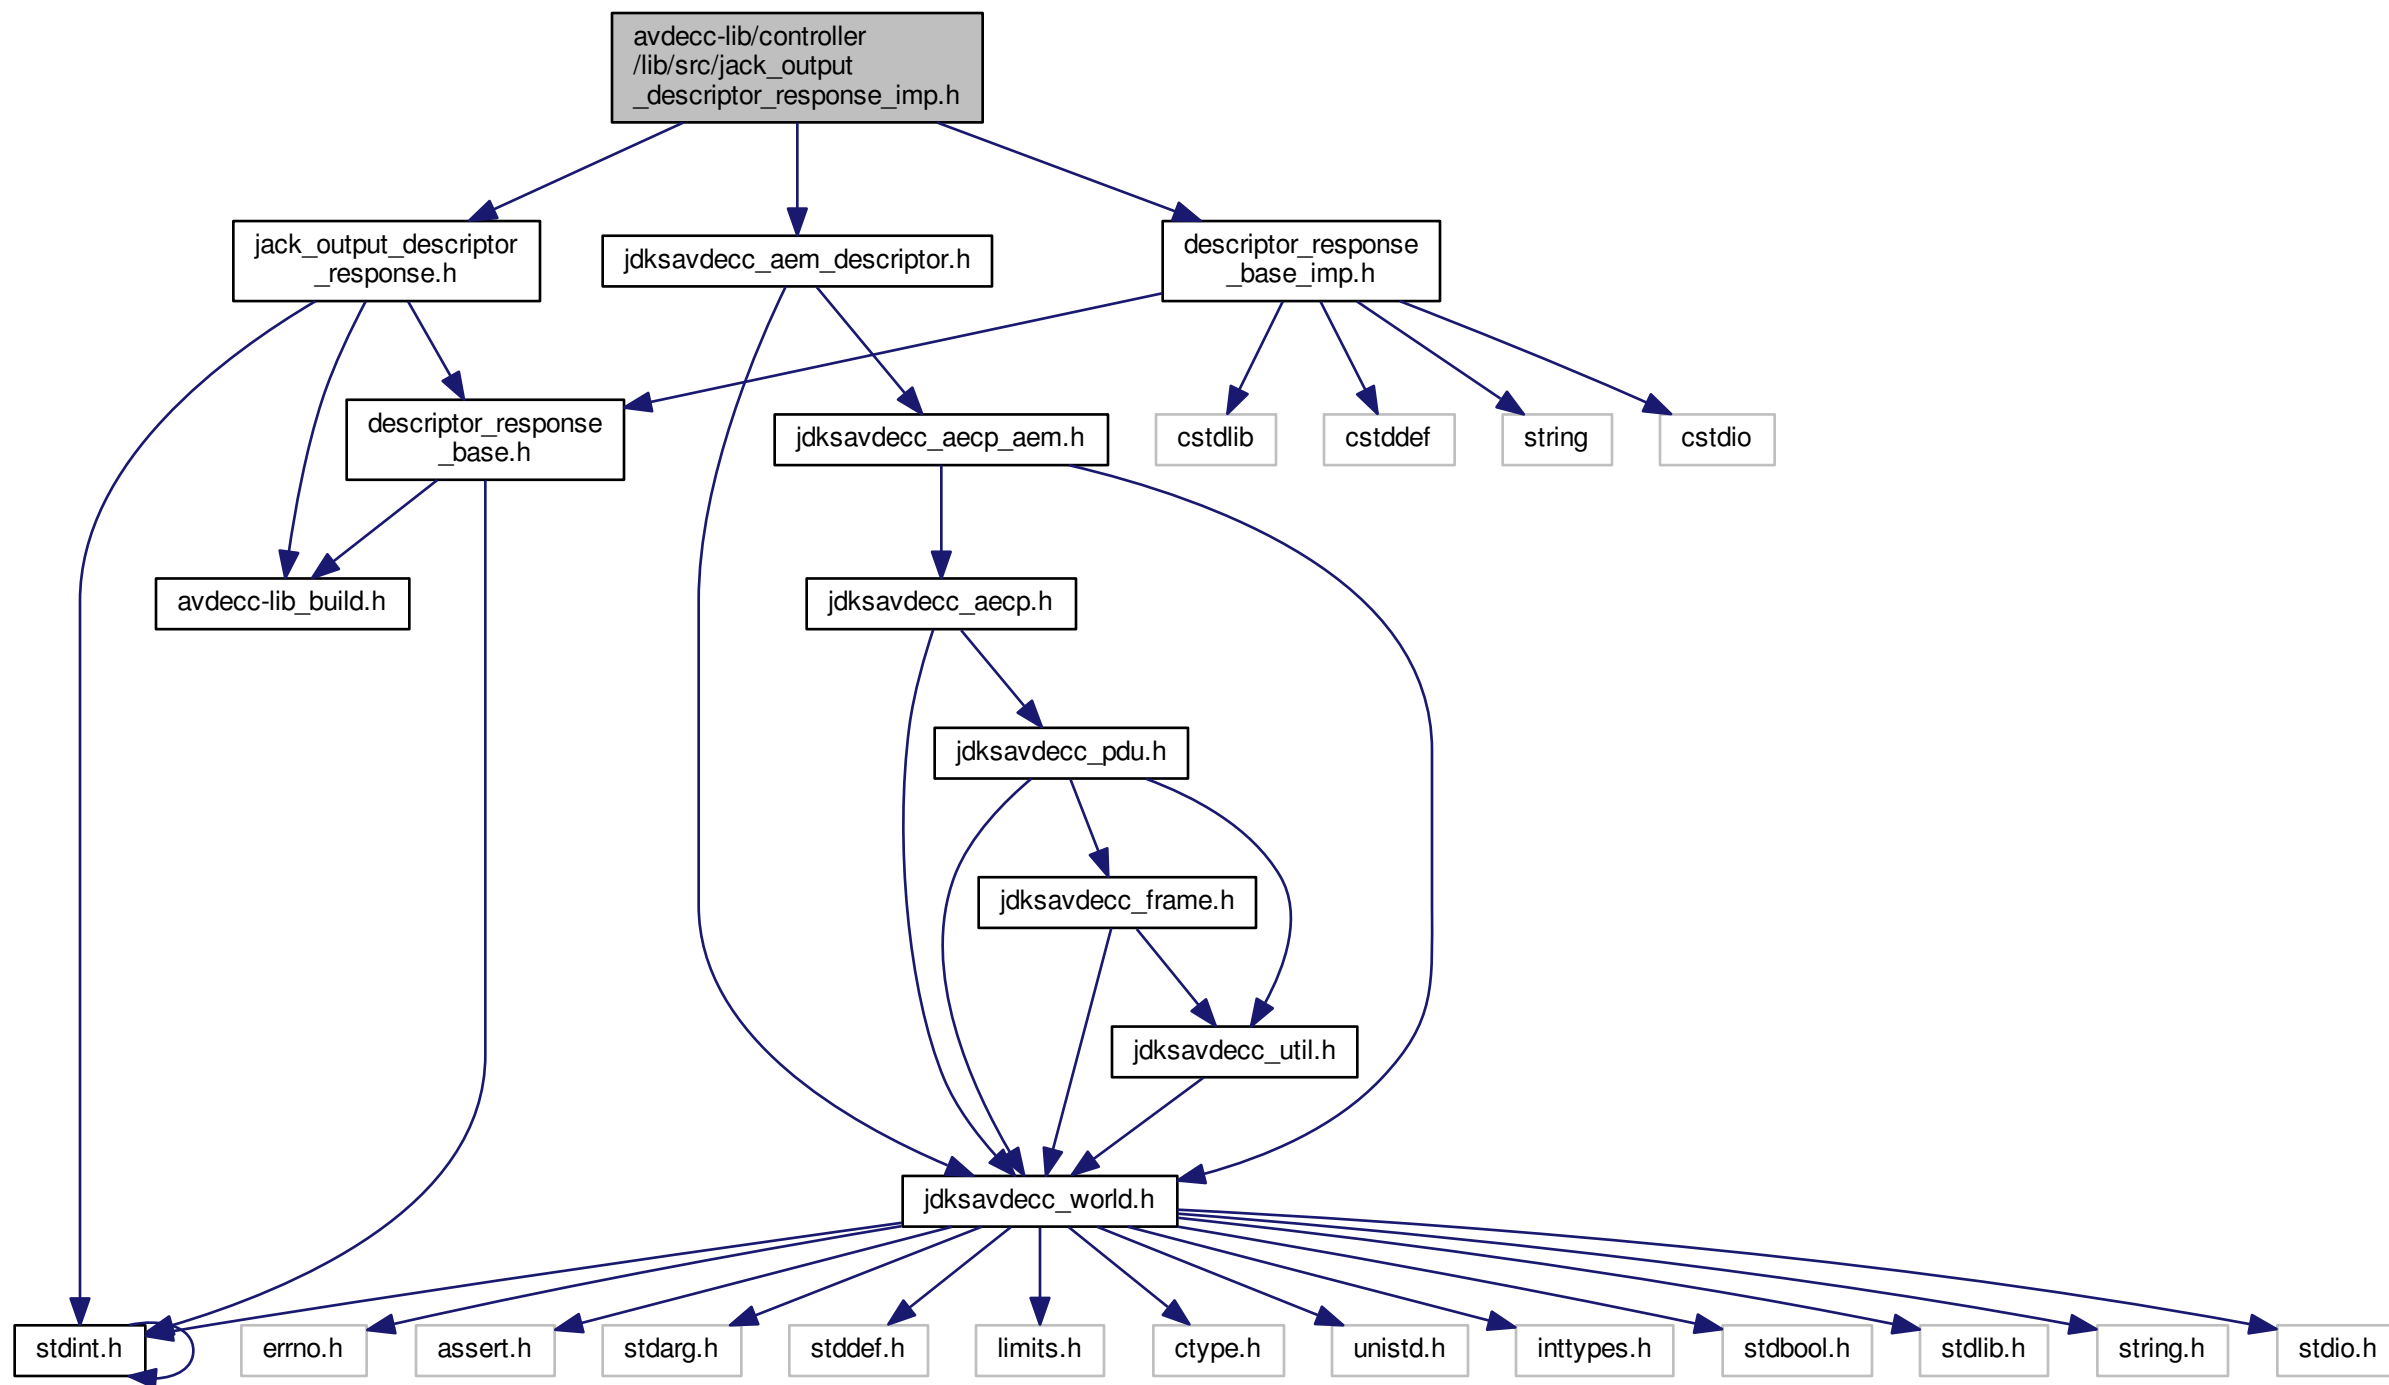 avdecc-lib/controller
/lib/src/jack_output
_descriptor_response_imp.h
jack_output_descriptor
_response.h
jdksavdecc_aem_descriptor.h
descriptor_response
_base_imp.h
descriptor_response
_base.h
jdksavdecc_aecp_aem.h
cstdlib
cstddef
string
cstdio
avdecc-lib_build.h
jdksavdecc_aecp.h
jdksavdecc_pdu.h
jdksavdecc_frame.h
jdksavdecc_util.h
jdksavdecc_world.h
stdint.h
errno.h
assert.h
stdarg.h
stddef.h
limits.h
ctype.h
unistd.h
inttypes.h
stdbool.h
stdlib.h
string.h
stdio.h